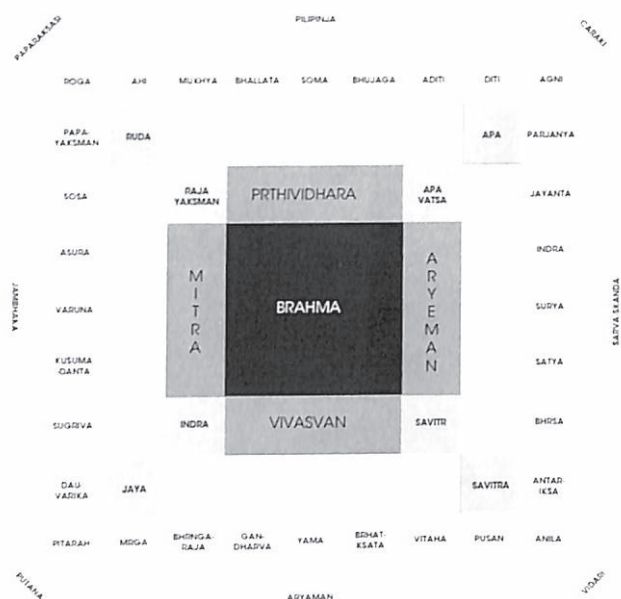 PILIPINJA
PAPARAKSASI
CARAKI
ROGA AHI MUKHYA BHALLATA SOMA BHUJAGA ADITI DITI AGNI
PAPA-
YAKSMAN
RUDA
APA
PARJANYA
SOSA
RAJA
YAKSMAN
PRTHIVIDHARA
APA
VATSA
JAYANTA
ASURA
INDRA
MITRA
ARYEMAN
JAMBHAKA
VARUNA
BRAHMA
SURYA
SARVA SKANDA
KUSUMA
-DANTA
SATYA
SUGRIVA
INDRA
VIVASVAN
SAVITR
BHRSA
DAU-
VARIKA
JAYA
SAVITRA
ANTAR
IKSA
PITARAH
MRGA
BHRNGA-
RAJA
GAN-
DHARVA
YAMA
BRHAT-
KSATA
VITAHA
PUSAN
ANILA
PUTANA
ARYAMAN
VIDARI